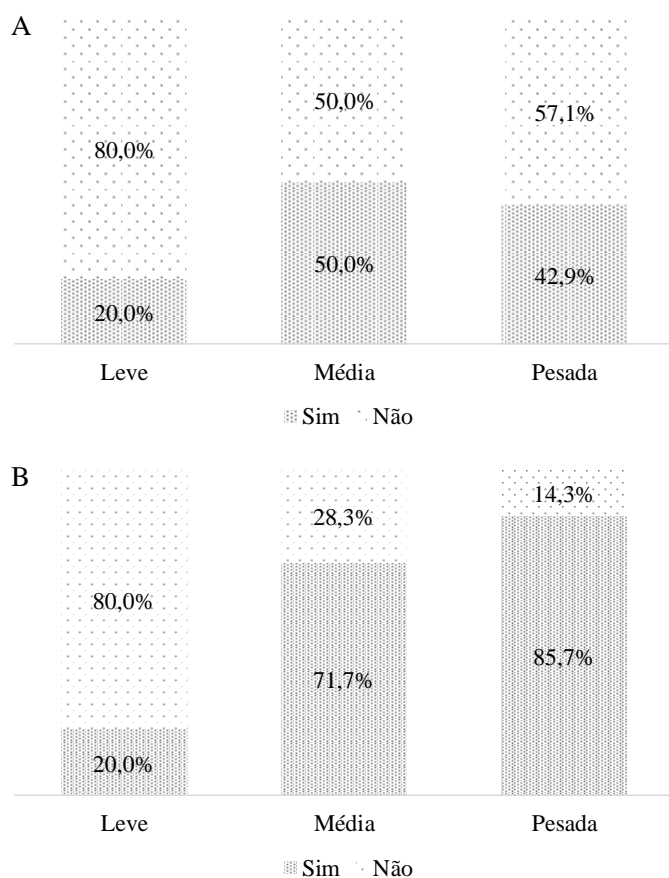 A
80,0% 50,0% 57,1%
20,0% 50,0% 42,9%
Leve Média Pesada
Sim Não
B
80,0% 28,3% 14,3%
20,0% 71,7% 85,7%
Leve Média Pesada
Sim Não